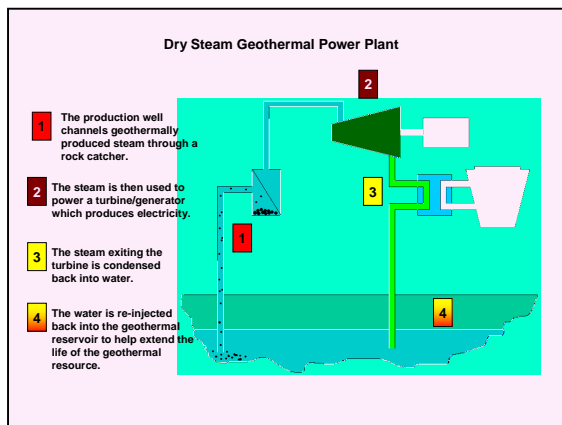 Dry Steam Geothermal Power Plant
2
1
The production well
channels geothermally
produced steam through a
rock catcher.
2
The steam is then used to
power a turbine/generator
which produces electricity.
3
1
3
The steam exiting the
turbine is condensed
back into water.
4
The water is re-injected
back into the geothermal
reservoir to help extend the
life of the geothermal
resource.
4